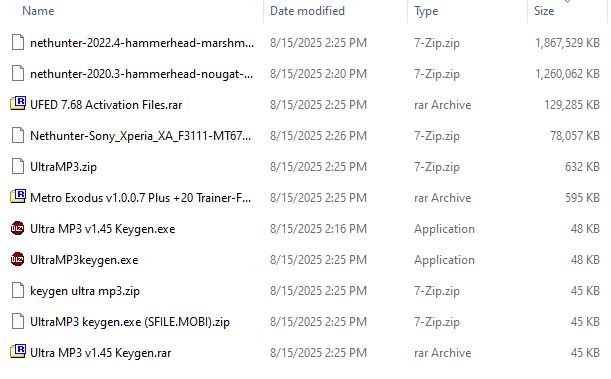 Name Date modified Type Size
nethunter-2022.4-hammerhead-marshm... 8/15/2025 2:25 PM 7-Zip.zip 1,867,529 KB
nethunter-2020.3-hammerhead-nougat-... 8/15/2025 2:20 PM 7-Zip.zip 1,260,062 KB
UFED 7.68 Activation Files.rar 8/15/2025 2:25 PM rar Archive 129,285 KB
Nethunter-Sony_Xperia_XA_F3111-MT67... 8/15/2025 2:26 PM 7-Zip.zip 78,057 KB
UltraMP3.zip 8/15/2025 2:25 PM 7-Zip.zip 632 KB
Metro Exodus v1.0.0.7 Plus +20 Trainer-F... 8/15/2025 2:25 PM rar Archive 595 KB
Ultra MP3 v1.45 Keygen.exe 8/15/2025 2:16 PM Application 48 KB
UltraMP3keygen.exe 8/15/2025 2:25 PM Application 48 KB
keygen ultra mp3.zip 8/15/2025 2:25 PM 7-Zip.zip 45 KB
UltraMP3 keygen.exe (SFILE.MOBI).zip 8/15/2025 2:25 PM 7-Zip.zip 45 KB
Ultra MP3 v1.45 Keygen.rar 8/15/2025 2:25 PM rar Archive 45 KB